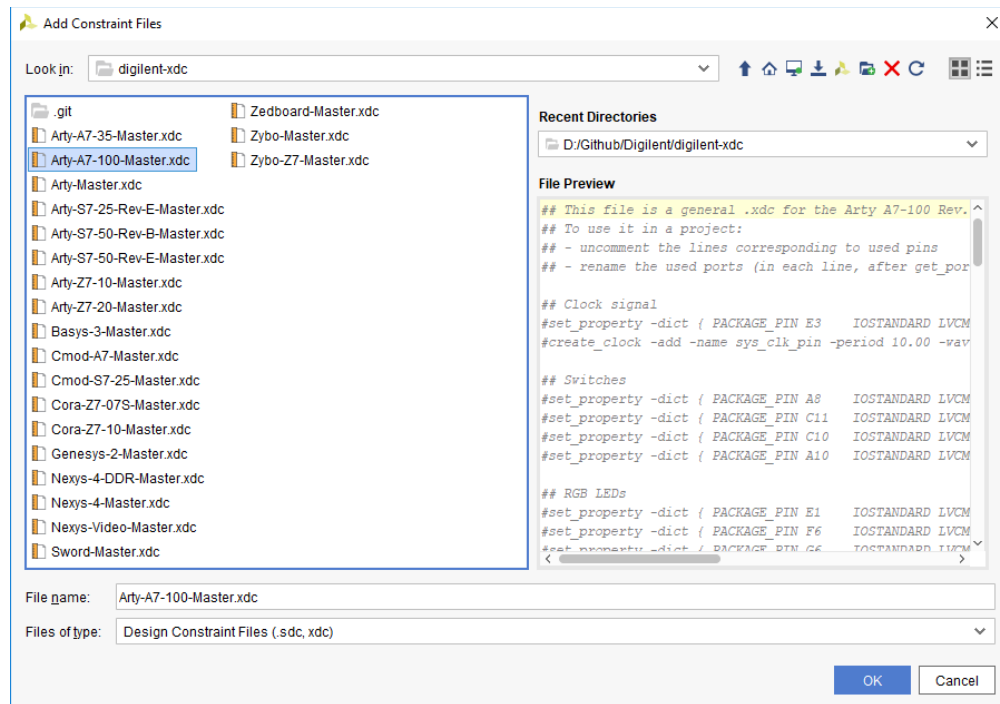 Add Constraint Files
Look in: digilent-xdc
.git
Arty-A7-35-Master.xdc
Arty-A7-100-Master.xdc
Arty-Master.xdc
Arty-S7-25-Rev-E-Master.xdc
Arty-S7-50-Rev-B-Master.xdc
Arty-S7-50-Rev-E-Master.xdc
Arty-Z7-10-Master.xdc
Arty-Z7-20-Master.xdc
Basys-3-Master.xdc
Cmod-A7-Master.xdc
Cmod-S7-25-Master.xdc
Cora-Z7-07S-Master.xdc
Cora-Z7-10-Master.xdc
Genesys-2-Master.xdc
Nexys-4-DDR-Master.xdc
Nexys-4-Master.xdc
Nexys-Video-Master.xdc
Sword-Master.xdc
Zedboard-Master.xdc
Zybo-Master.xdc
Zybo-Z7-Master.xdc
Recent Directories
D:/Github/Digilent/digilent-xdc
File Preview
## This file is a general .xdc for the Arty A7-100 Rev.
## To use it in a project:
## - uncomment the lines corresponding to used pins
## - rename the used ports (in each line, after get_por
## Clock signal
#set_property -dict { PACKAGE_PIN E3 IOSTANDARD LVCM
#create_clock -add -name sys_clk_pin -period 10.00 -wav
## Switches
#set_property -dict { PACKAGE_PIN A8 IOSTANDARD LVCM
#set_property -dict { PACKAGE_PIN C11 IOSTANDARD LVCM
#set_property -dict { PACKAGE_PIN C10 IOSTANDARD LVCM
#set_property -dict { PACKAGE_PIN A10 IOSTANDARD LVCM
## RGB LEDs
#set_property -dict { PACKAGE_PIN E1 IOSTANDARD LVCM
#set_property -dict { PACKAGE_PIN F6 IOSTANDARD LVCM
#set_property -dict { PACKAGE_PIN G6 IOSTANDARD LVCM
File name: Arty-A7-100-Master.xdc
Files of type: Design Constraint Files (.sdc, xdc)
OK Cancel